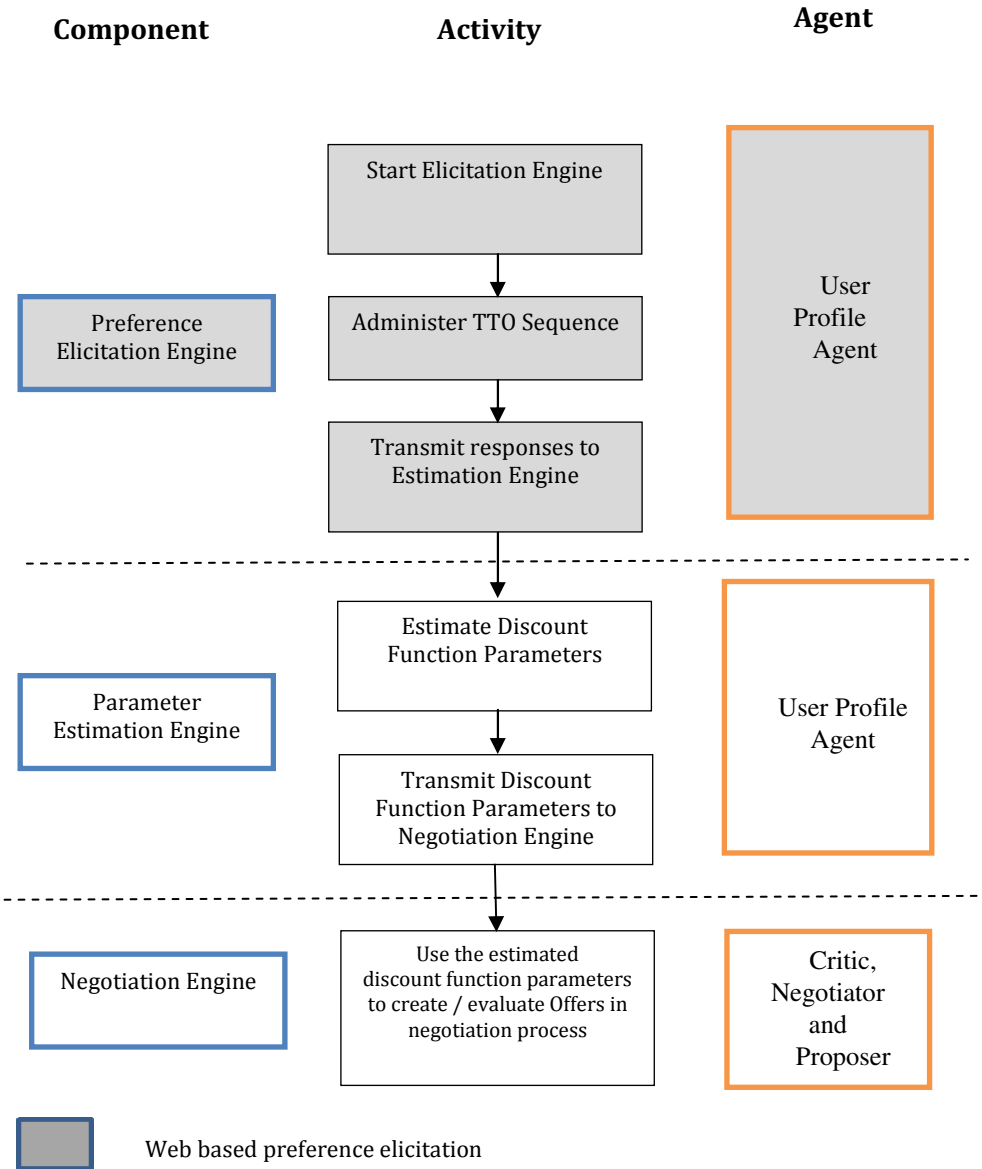 Component
Activity
Agent
Start Elicitation Engine
Preference
Elicitation Engine
Administer TTO Sequence
User
Profile
Agent
Transmit responses to
Estimation Engine
Estimate Discount
Function Parameters
Parameter
Estimation Engine
User Profile
Agent
Transmit Discount
Function Parameters to
Negotiation Engine
Negotiation Engine
Use the estimated
discount function parameters
to create / evaluate Offers in
negotiation process
Critic,
Negotiator
and
Proposer
Web based preference elicitation